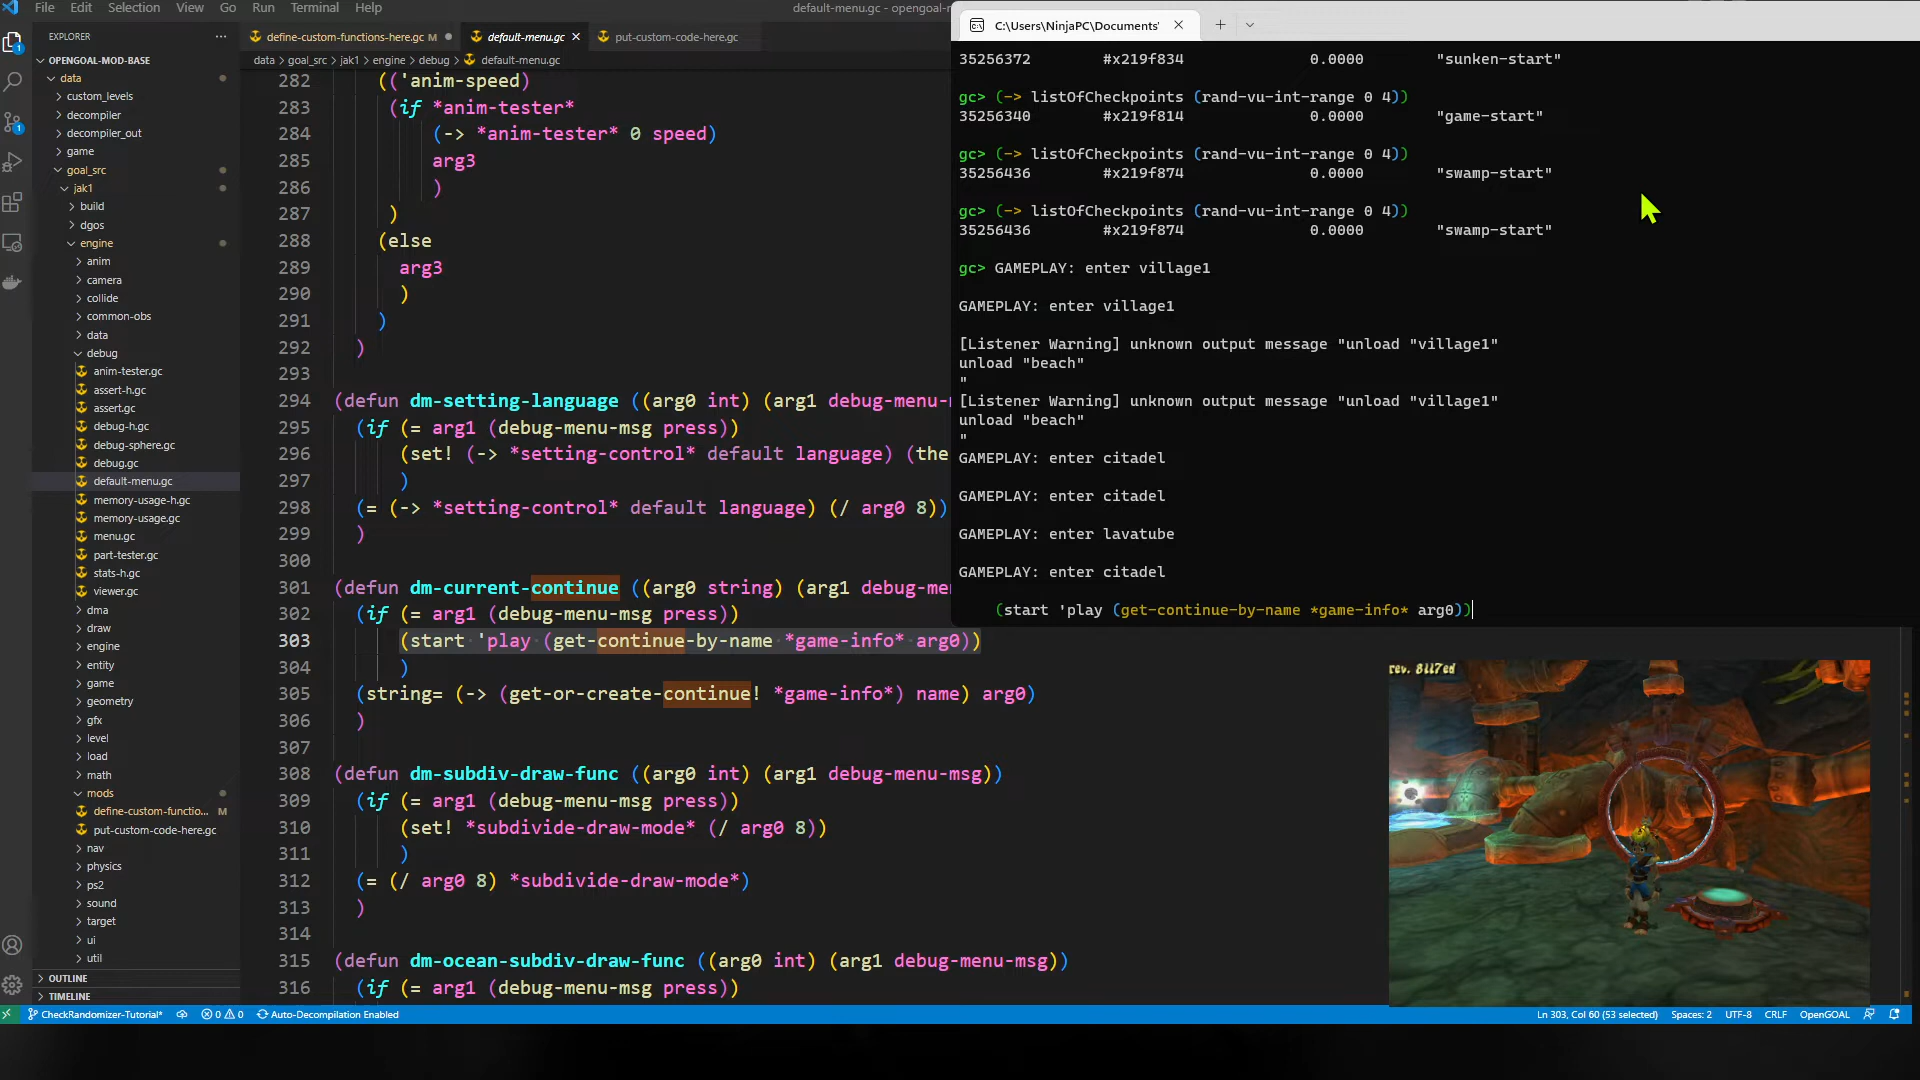 File Edit Selection View Go Run Terminal Help
default-menu.gc - opengoal-mo
EXPLORER
OPENGOAL-MOD-BASE
data
custom_levels
decompiler
decompiler_out
game
goal_src
jak1
build
dgos
engine
anim
camera
collide
common-obs
data
debug
anim-tester.gc
assert-h.gc
assert.gc
debug-h.gc
debug-sphere.gc
debug.gc
default-menu.gc
memory-usage-h.gc
memory-usage.gc
menu.gc
part-tester.gc
stats-h.gc
viewer.gc
dma
draw
engine
entity
game
geometry
gfx
level
load
math
mods
define-custom-functio... M
put-custom-code-here.gc
nav
physics
ps2
sound
target
ui
util
OUTLINE
TIMELINE
define-custom-functions-here.gc M
default-menu.gc
put-custom-code-here.gc
data > goal_src > jak1 > engine > debug > default-menu.gc
282 (('anim-speed)
283 (if *anim-tester*
284 (-> *anim-tester* 0 speed)
285 arg3
286 )
287 )
288 (else
289 arg3
290 )
291 )
292 )
293
294 (defun dm-setting-language ((arg0 int) (arg1 debug-menu-m
295 (if (= arg1 (debug-menu-msg press))
296 (set! (-> *setting-control* default language) (the
297 )
298 (= (-> *setting-control* default language) (/ arg0 8))
299 )
300
301 (defun dm-current-continue ((arg0 string) (arg1 debug-me
302 (if (= arg1 (debug-menu-msg press))
303 (start 'play (get-continue-by-name *game-info* arg0))
304 )
305 (string= (-> (get-or-create-continue! *game-info*) name) arg0)
306 )
307
308 (defun dm-subdiv-draw-func ((arg0 int) (arg1 debug-menu-msg))
309 (if (= arg1 (debug-menu-msg press))
310 (set! *subdivide-draw-mode* (/ arg0 8))
311 )
312 (= (/ arg0 8) *subdivide-draw-mode*)
313 )
314
315 (defun dm-ocean-subdiv-draw-func ((arg0 int) (arg1 debug-menu-msg))
316 (if (= arg1 (debug-menu-msg press))
C:\Users\NinjaPC\Documents'
35256372 #x219f834 0.0000 "sunken-start"
gc> (-> listOfCheckpoints (rand-vu-int-range 0 4))
35256340 #x219f814 0.0000 "game-start"
gc> (-> listOfCheckpoints (rand-vu-int-range 0 4))
35256436 #x219f874 0.0000 "swamp-start"
gc> (-> listOfCheckpoints (rand-vu-int-range 0 4))
35256436 #x219f874 0.0000 "swamp-start"
gc> GAMEPLAY: enter village1
GAMEPLAY: enter village1
[Listener Warning] unknown output message "unload "village1"
unload "beach"
"
[Listener Warning] unknown output message "unload "village1"
unload "beach"
"
GAMEPLAY: enter citadel
GAMEPLAY: enter citadel
GAMEPLAY: enter lavatube
GAMEPLAY: enter citadel
(start 'play (get-continue-by-name *game-info* arg0))
rev. 8117ed
CheckRandomizer-Tutorial* 0 0 Auto-Decompilation Enabled
Ln 303, Col 60 (53 selected) Spaces: 2 UTF-8 CRLF OpenGOAL